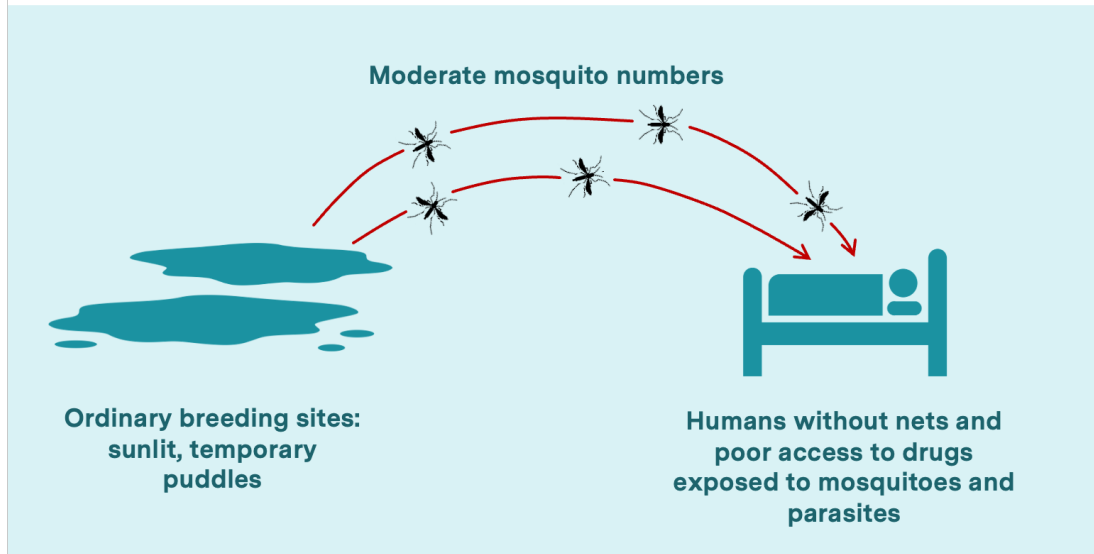 Moderate mosquito numbers
Ordinary breeding sites:
sunlit, temporary
puddles
Humans without nets and
poor access to drugs
exposed to mosquitoes and
parasites